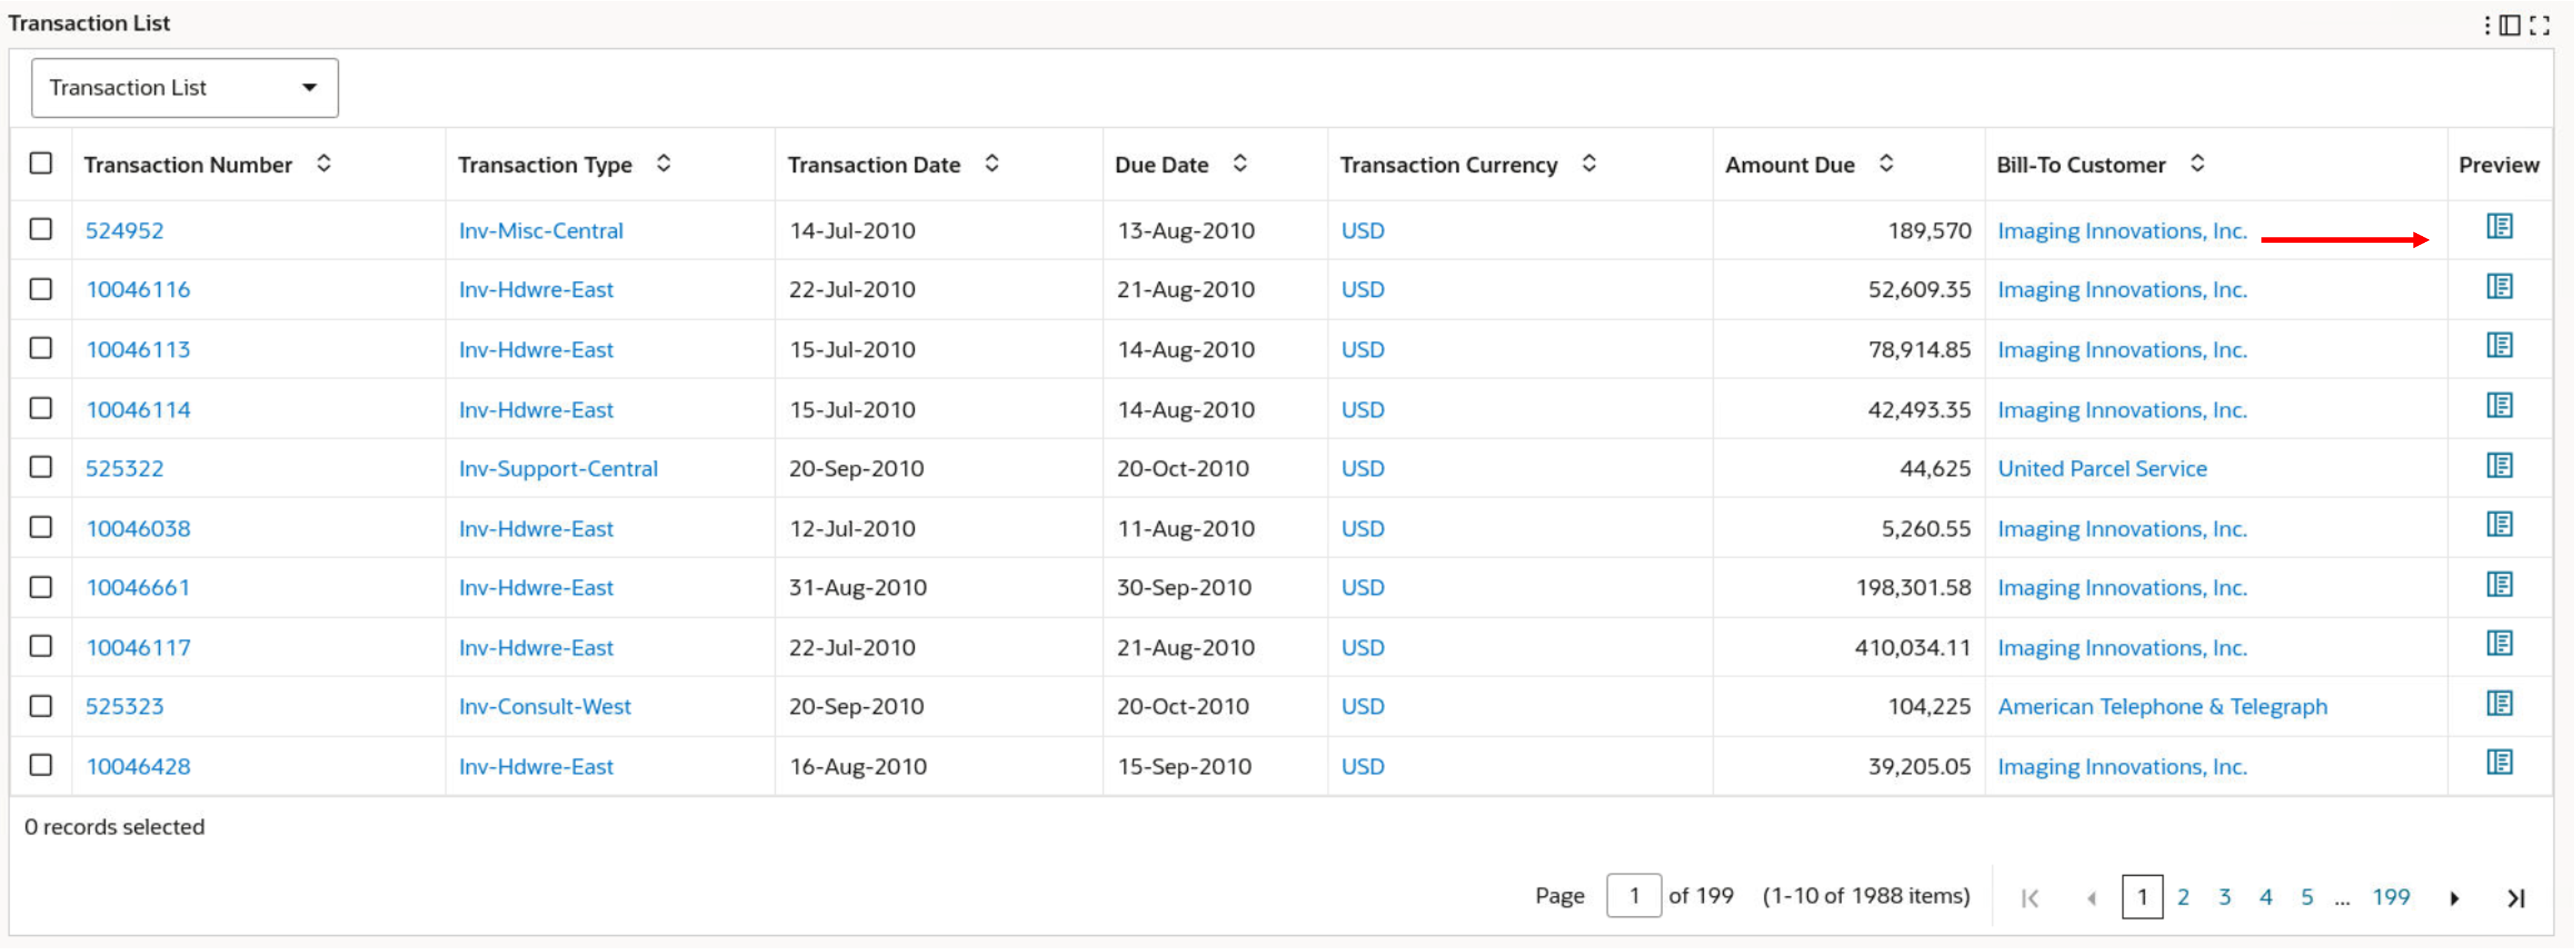 Transaction List
Transaction List
Transaction Number Transaction Type Transaction Date Due Date Transaction Currency Amount Due Bill-To Customer Preview
524952 Inv-Misc-Central 14-Jul-2010 13-Aug-2010 USD 189,570 Imaging Innovations, Inc.
10046116 Inv-Hdwre-East 22-Jul-2010 21-Aug-2010 USD 52,609.35 Imaging Innovations, Inc.
10046113 Inv-Hdwre-East 15-Jul-2010 14-Aug-2010 USD 78,914.85 Imaging Innovations, Inc.
10046114 Inv-Hdwre-East 15-Jul-2010 14-Aug-2010 USD 42,493.35 Imaging Innovations, Inc.
525322 Inv-Support-Central 20-Sep-2010 20-Oct-2010 USD 44,625 United Parcel Service
10046038 Inv-Hdwre-East 12-Jul-2010 11-Aug-2010 USD 5,260.55 Imaging Innovations, Inc.
10046661 Inv-Hdwre-East 31-Aug-2010 30-Sep-2010 USD 198,301.58 Imaging Innovations, Inc.
10046117 Inv-Hdwre-East 22-Jul-2010 21-Aug-2010 USD 410,034.11 Imaging Innovations, Inc.
525323 Inv-Consult-West 20-Sep-2010 20-Oct-2010 USD 104,225 American Telephone & Telegraph
10046428 Inv-Hdwre-East 16-Aug-2010 15-Sep-2010 USD 39,205.05 Imaging Innovations, Inc.
0 records selected
Page 1 of 199 (1-10 of 1988 items) 1 2 3 4 5 ... 199